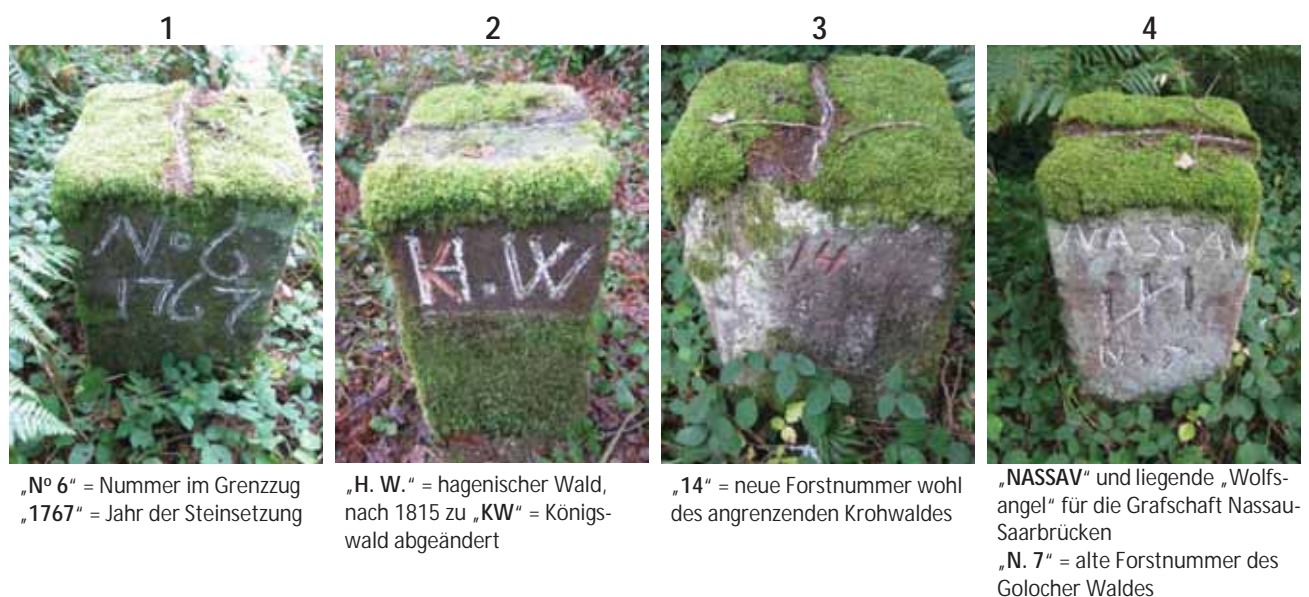 1
2
3
4
No 6
1767
H.W
14
NASSAV
N. 7
„Nº 6“ = Nummer im Grenzzug
„1767“ = Jahr der Steinsetzung
„H. W.“ = hagenischer Wald,
nach 1815 zu „KW“ = Königs-
wald abgeändert
„14“ = neue Forstnummer wohl
des angrenzenden Krohwaldes
„NASSAV“ und liegende „Wolfs-
angel“ für die Grafschaft Nassau-
Saarbrücken
„N. 7“ = alte Forstnummer des
Golocher Waldes